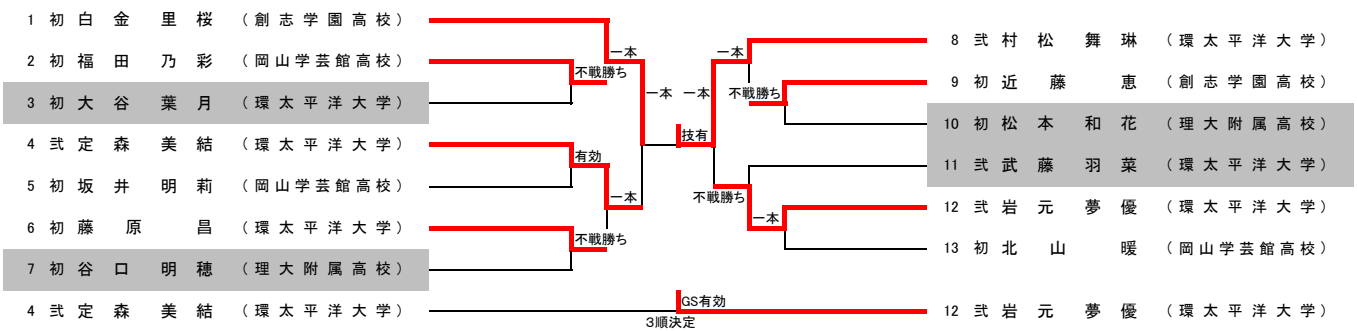 1 初 白 金 里 桜 （創志学園高校）
2 初 福 田 乃 彩 （岡山学芸館高校）
3 初 大 谷 葉 月 （環太平洋大学）
4 弐 定 森 美 結 （環太平洋大学）
5 初 坂 井 明 莉 （岡山学芸館高校）
6 初 藤 原 昌 （環太平洋大学）
7 初 谷 口 明 穂 （理大附属高校）
4 弐 定 森 美 結 （環太平洋大学）
一本
不戦勝ち
有効
一本
不戦勝ち
一本
一本
技有
一本
不戦勝ち
不戦勝ち
一本
GS有効
３順決定
8 弐 村 松 舞 琳 （環太平洋大学）
9 初 近 藤 恵 （創志学園高校）
10 初 松 本 和 花 （理大附属高校）
11 弐 武 藤 羽 菜 （環太平洋大学）
12 弐 岩 元 夢 優 （環太平洋大学）
13 初 北 山 暖 （岡山学芸館高校）
12 弐 岩 元 夢 優 （環太平洋大学）